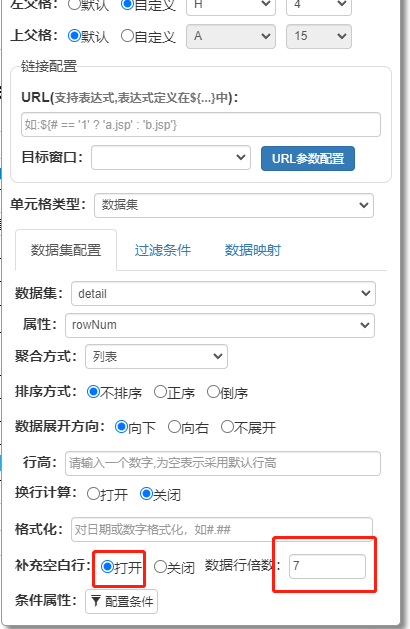 左父格： 默认 自定义 H 4
上父格： 默认 自定义 A 15
链接配置
URL(支持表达式,表达式定义在${...}中)：
如:${# == '1' ? 'a.jsp' : 'b.jsp'}
目标窗口： URL参数配置
单元格类型： 数据集
数据集配置 过滤条件 数据映射
数据集： detail
属性： rowNum
聚合方式： 列表
排序方式： 不排序 正序 倒序
数据展开方向： 向下 向右 不展开
行高： 请输入一个数字,为空表示采用默认行高
换行计算： 打开 关闭
格式化： 对日期或数字格式化，如#.##
补充空白行： 打开 关闭 数据行倍数： 7
条件属性： 配置条件